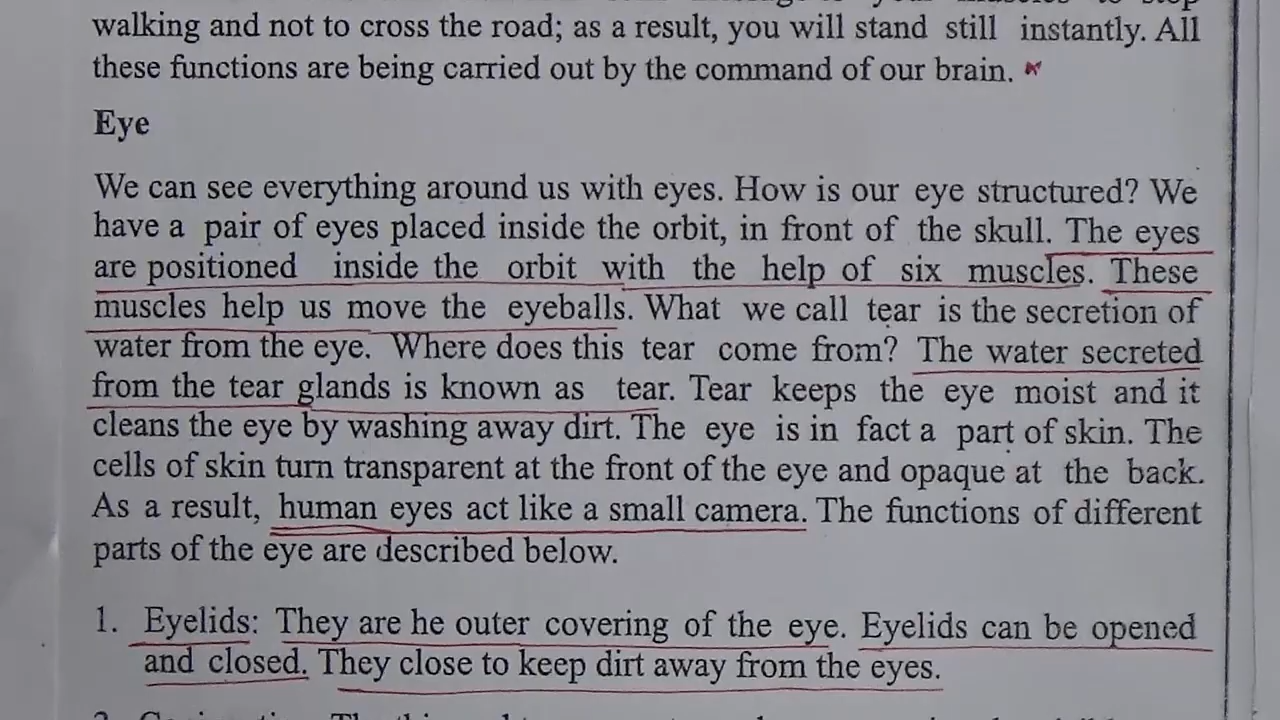 walking and not to cross the road; as a result, you will stand still instantly. All
these functions are being carried out by the command of our brain.
Eye
We can see everything around us with eyes. How is our eye structured? We
have a pair of eyes placed inside the orbit, in front of the skull. The eyes
are positioned inside the orbit with the help of six muscles. These
muscles help us move the eyeballs. What we call tear is the secretion of
water from the eye. Where does this tear come from? The water secreted
from the tear glands is known as tear. Tear keeps the eye moist and it
cleans the eye by washing away dirt. The eye is in fact a part of skin. The
cells of skin turn transparent at the front of the eye and opaque at the back.
As a result, human eyes act like a small camera. The functions of different
parts of the eye are described below.
1. Eyelids: They are he outer covering of the eye. Eyelids can be opened
and closed. They close to keep dirt away from the eyes.